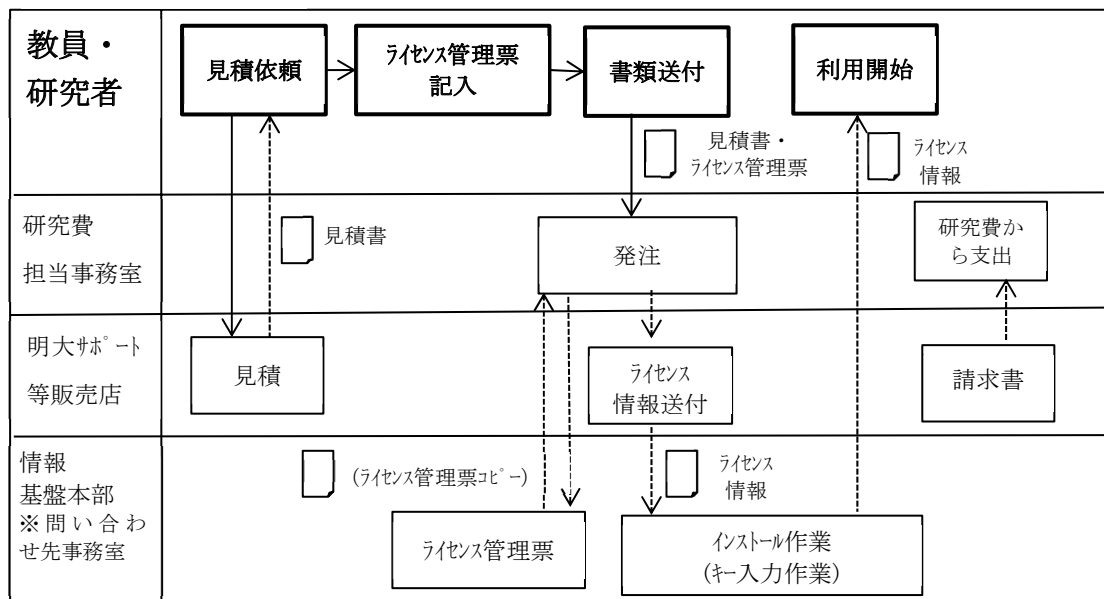 教員・
研究者
見積依頼
ライセンス管理票
記入
書類送付
利用開始
見積書・
ライセンス管理票
ライセンス
情報
研究費
担当事務室
見積書
発注
研究費か
ら支出
明大サポート
等販売店
見積
ライセンス
情報送付
請求書
情報
基盤本部
※問い合わ
せ先事務室
(ライセンス管理票コピー)
ライセンス
情報
ライセンス管理票
インストール作業
(キー入力作業)